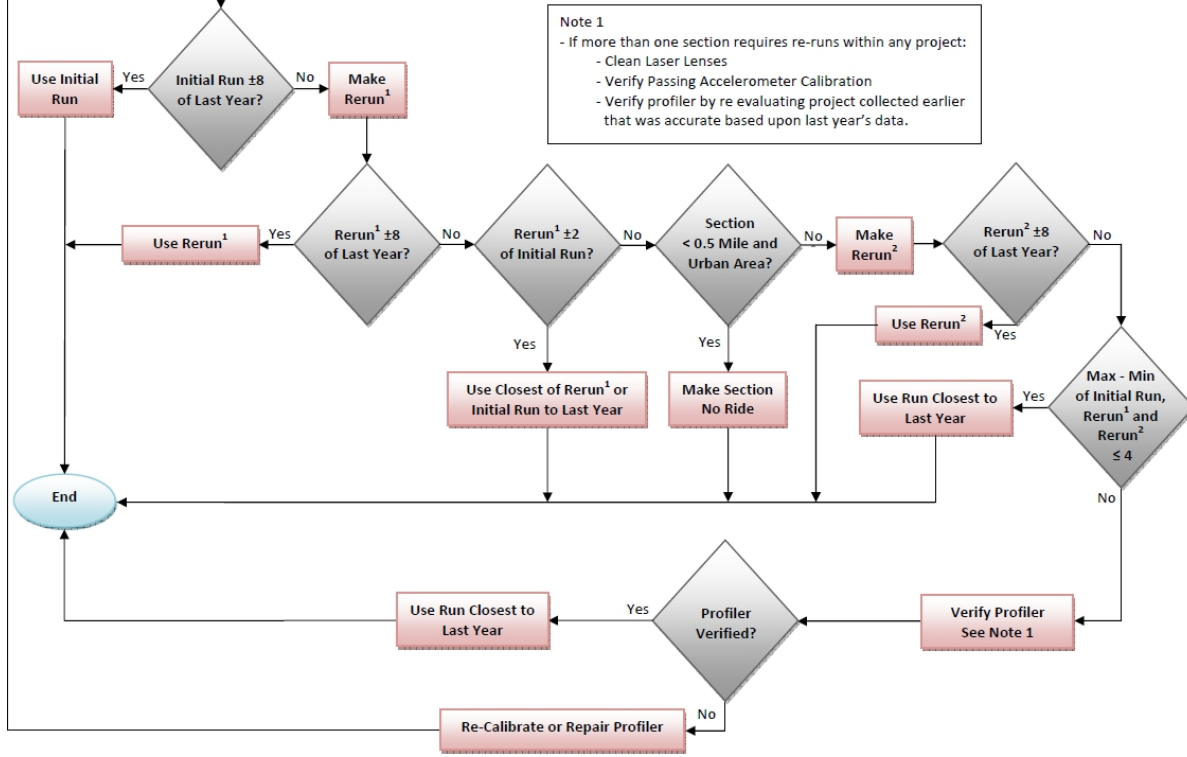 Note 1
- If more than one section requires re-runs within any project:
- Clean Laser Lenses
- Verify Passing Accelerometer Calibration
- Verify profiler by re evaluating project collected earlier
that was accurate based upon last year's data.
Use Initial
Run
Yes
Initial Run ±8
of Last Year?
No
Make
Rerun¹
Use Rerun¹
Yes
Rerun¹ ±8
of Last Year?
No
Rerun¹ ±2
of Initial Run?
No
Section
< 0.5 Mile and
Urban Area?
No
Make
Rerun²
Rerun² ±8
of Last Year?
No
Use Rerun²
Yes
Yes
Yes
Use Closest of Rerun¹ or
Initial Run to Last Year
Make Section
No Ride
Use Run Closest to
Last Year
Yes
Max - Min
of Initial Run,
Rerun¹ and
Rerun²
≤ 4
End
No
Use Run Closest to
Last Year
Yes
Profiler
Verified?
Verify Profiler
See Note 1
No
Re-Calibrate or Repair Profiler